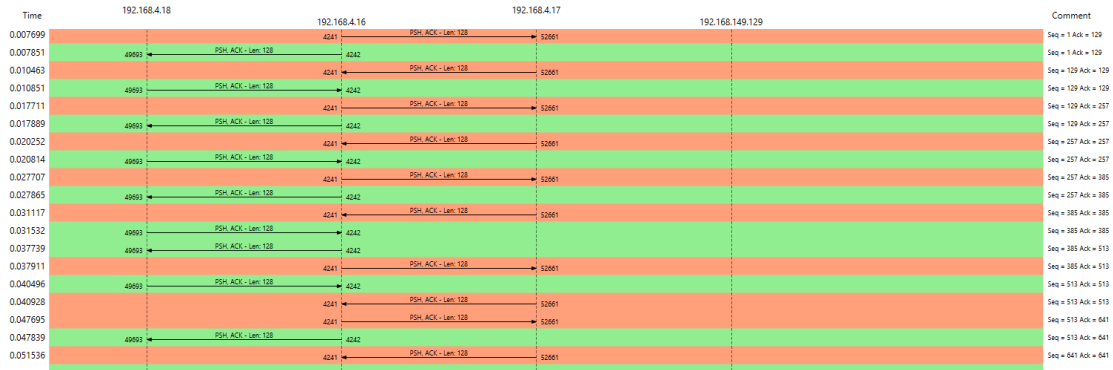 192.168.4.18 192.168.4.17
Time 192.168.4.16 192.168.149.129 Comment
0.007699 4241 PSH, ACK - Len: 128 52661 Seq = 1 Ack = 129
0.007851 49693 PSH, ACK - Len: 128 4242 Seq = 1 Ack = 129
0.010463 4241 PSH, ACK - Len: 128 52661 Seq = 129 Ack = 129
0.010851 49693 PSH, ACK - Len: 128 4242 Seq = 129 Ack = 129
0.017711 4241 PSH, ACK - Len: 128 52661 Seq = 129 Ack = 257
0.017889 49693 PSH, ACK - Len: 128 4242 Seq = 129 Ack = 257
0.020252 4241 PSH, ACK - Len: 128 52661 Seq = 257 Ack = 257
0.020814 49693 PSH, ACK - Len: 128 4242 Seq = 257 Ack = 257
0.027707 4241 PSH, ACK - Len: 128 52661 Seq = 257 Ack = 385
0.027865 49693 PSH, ACK - Len: 128 4242 Seq = 257 Ack = 385
0.031117 4241 PSH, ACK - Len: 128 52661 Seq = 385 Ack = 385
0.031532 49693 PSH, ACK - Len: 128 4242 Seq = 385 Ack = 385
0.037739 49693 PSH, ACK - Len: 128 4242 Seq = 385 Ack = 513
0.037911 4241 PSH, ACK - Len: 128 52661 Seq = 385 Ack = 513
0.040496 49693 PSH, ACK - Len: 128 4242 Seq = 513 Ack = 513
0.040928 4241 PSH, ACK - Len: 128 52661 Seq = 513 Ack = 513
0.047695 4241 PSH, ACK - Len: 128 52661 Seq = 513 Ack = 641
0.047839 49693 PSH, ACK - Len: 128 4242 Seq = 513 Ack = 641
0.051536 4241 PSH, ACK - Len: 128 52661 Seq = 641 Ack = 641